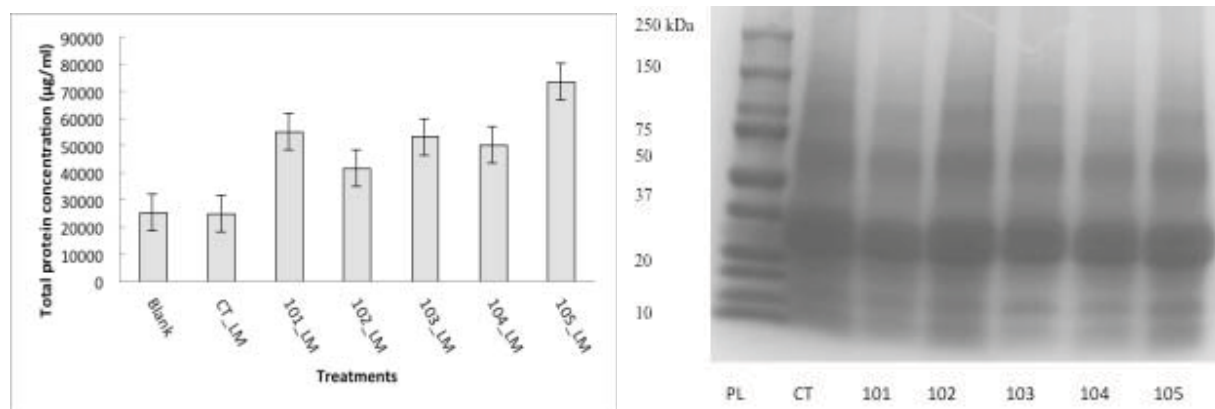 90000
80000
70000
60000
50000
40000
30000
20000
10000
0
Total protein concentration (µg/ml)
Blank
CT_LM
101_LM
102_LM
103_LM
104_LM
105_LM
Treatments
250 kDa
150
75
50
37
20
10
PL CT 101 102 103 104 105